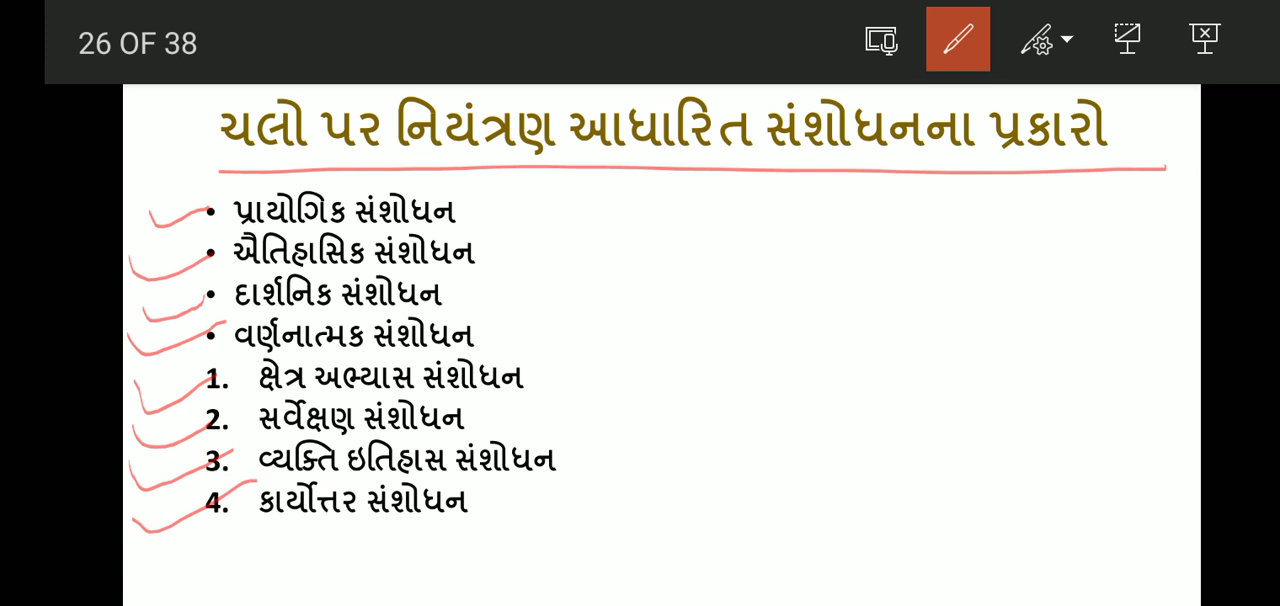 26 OF 38
ચલો પર નિયંત્રણ આધારિત સંશોધનના પ્રકારો
• પ્રાયોગિક સંશોધન
• ઐતિહાસિક સંશોધન
• દાર્શનિક સંશોધન
• વર્ણનાત્મક સંશોધન
1. ક્ષેત્ર અભ્યાસ સંશોધન
2. સર્વેક્ષણ સંશોધન
3. વ્યક્તિ ઇતિહાસ સંશોધન
4. કાર્યોત્તર સંશોધન